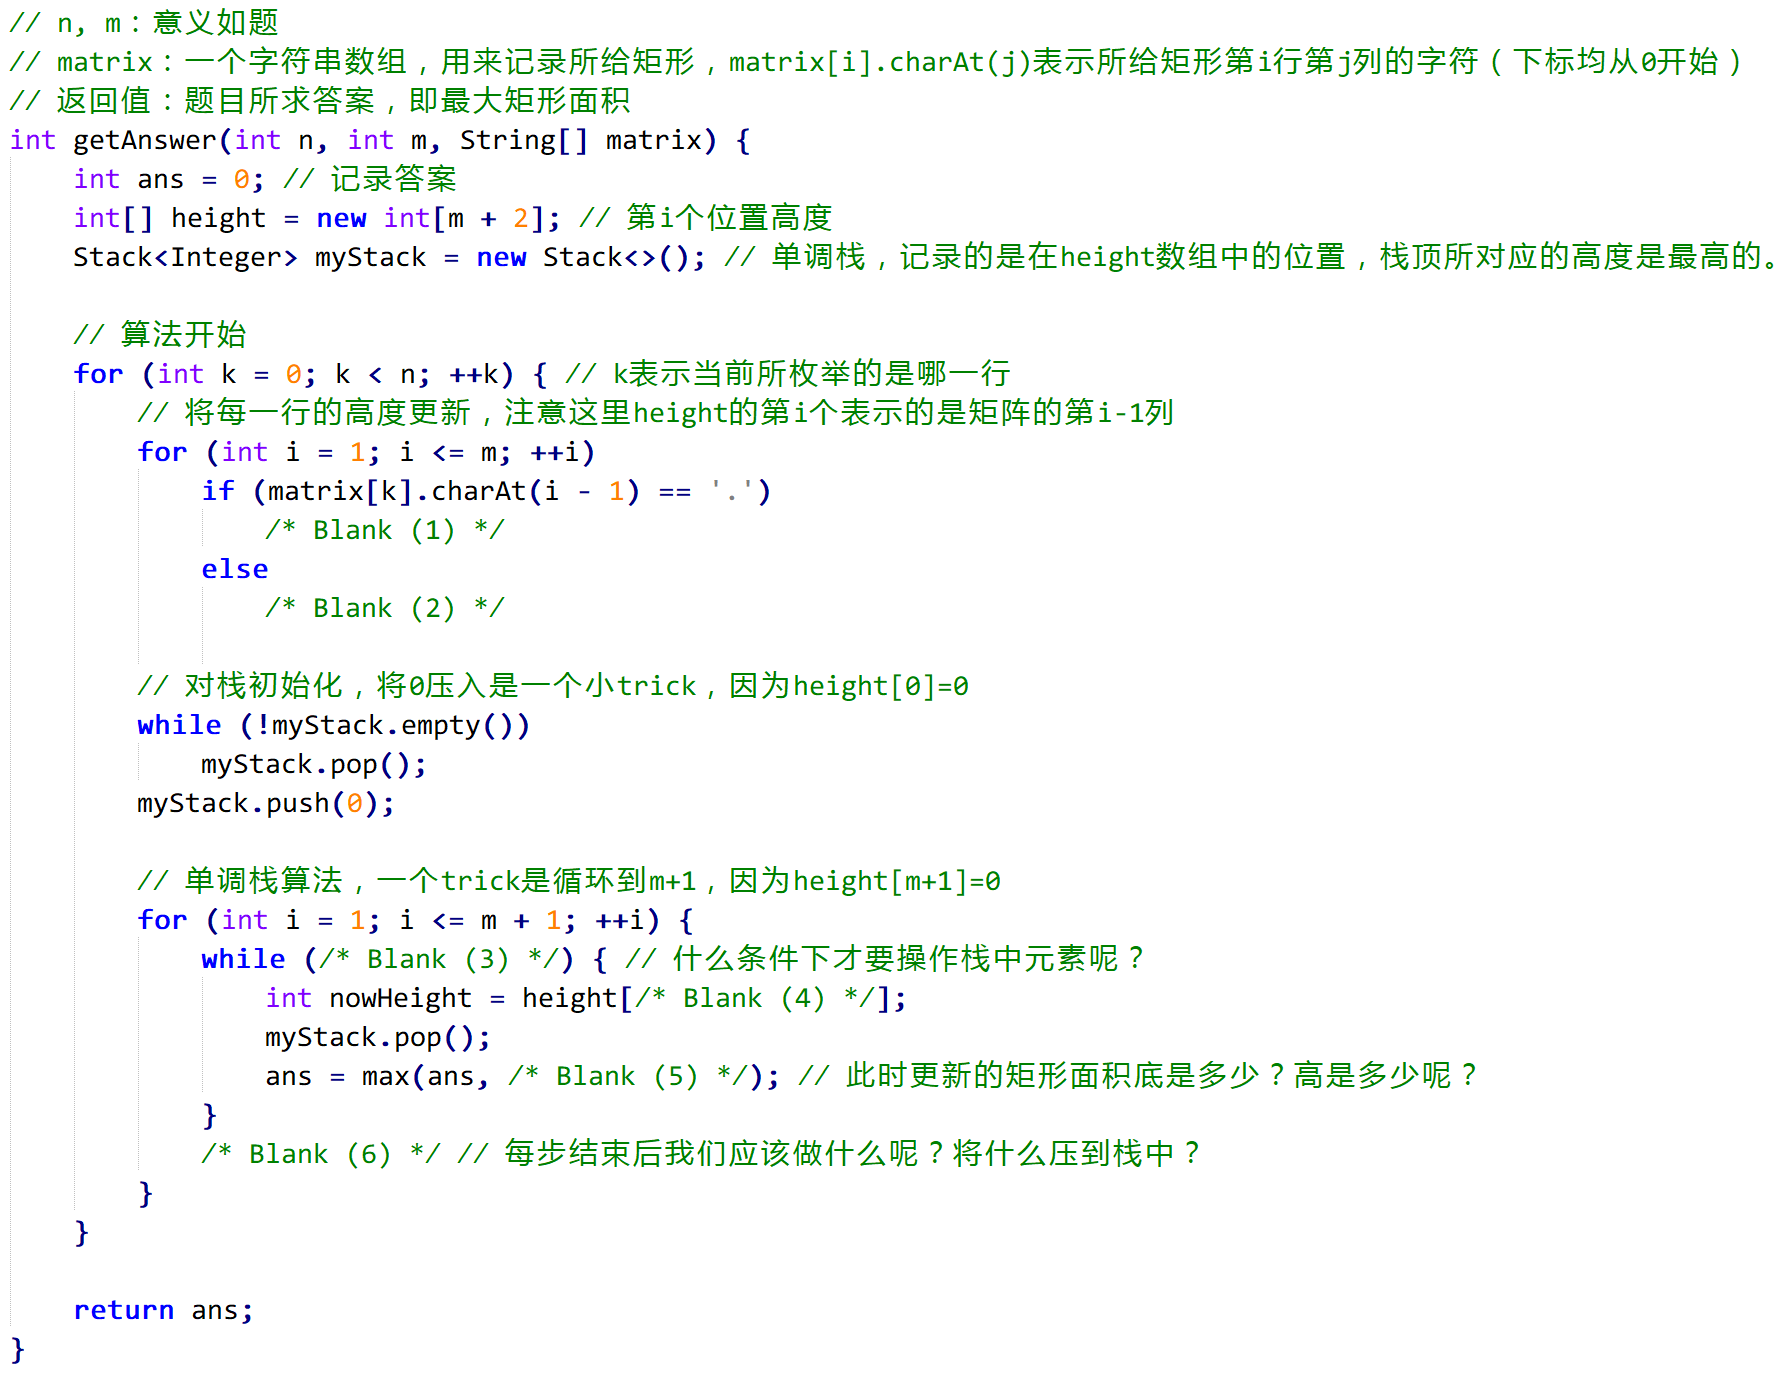 // n, m：意义如题
// matrix：一个字符串数组，用来记录所给矩形，matrix[i].charAt(j)表示所给矩形第i行第j列的字符（下标均从0开始）
// 返回值：题目所求答案，即最大矩形面积
int getAnswer(int n, int m, String[] matrix) {
    int ans = 0; // 记录答案
    int[] height = new int[m + 2]; // 第i个位置高度
    Stack<Integer> myStack = new Stack<>(); // 单调栈，记录的是在height数组中的位置，栈顶所对应的高度是最高的。

    // 算法开始
    for (int k = 0; k < n; ++k) { // k表示当前所枚举的是哪一行
        // 将每一行的高度更新，注意这里height的第i个表示的是矩阵的第i-1列
        for (int i = 1; i <= m; ++i)
            if (matrix[k].charAt(i - 1) == '.')
                /* Blank (1) */
            else
                /* Blank (2) */

        // 对栈初始化，将0压入是一个小trick，因为height[0]=0
        while (!myStack.empty())
            myStack.pop();
        myStack.push(0);

        // 单调栈算法，一个trick是循环到m+1，因为height[m+1]=0
        for (int i = 1; i <= m + 1; ++i) {
            while (/* Blank (3) */) { // 什么条件下才要操作栈中元素呢？
                int nowHeight = height[/* Blank (4) */];
                myStack.pop();
                ans = max(ans, /* Blank (5) */); // 此时更新的矩形面积底是多少？高是多少呢？
            }
            /* Blank (6) */ // 每步结束后我们应该做什么呢？将什么压到栈中？
        }
    }

    return ans;
}